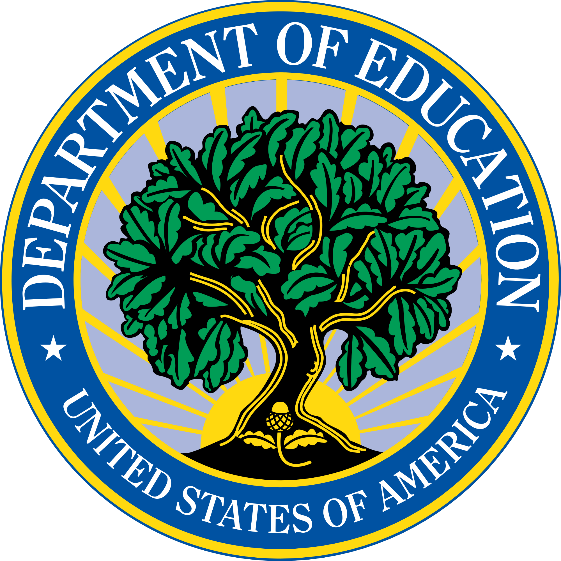 DEPARTMENT OF EDUCATION
UNITED STATES OF AMERICA